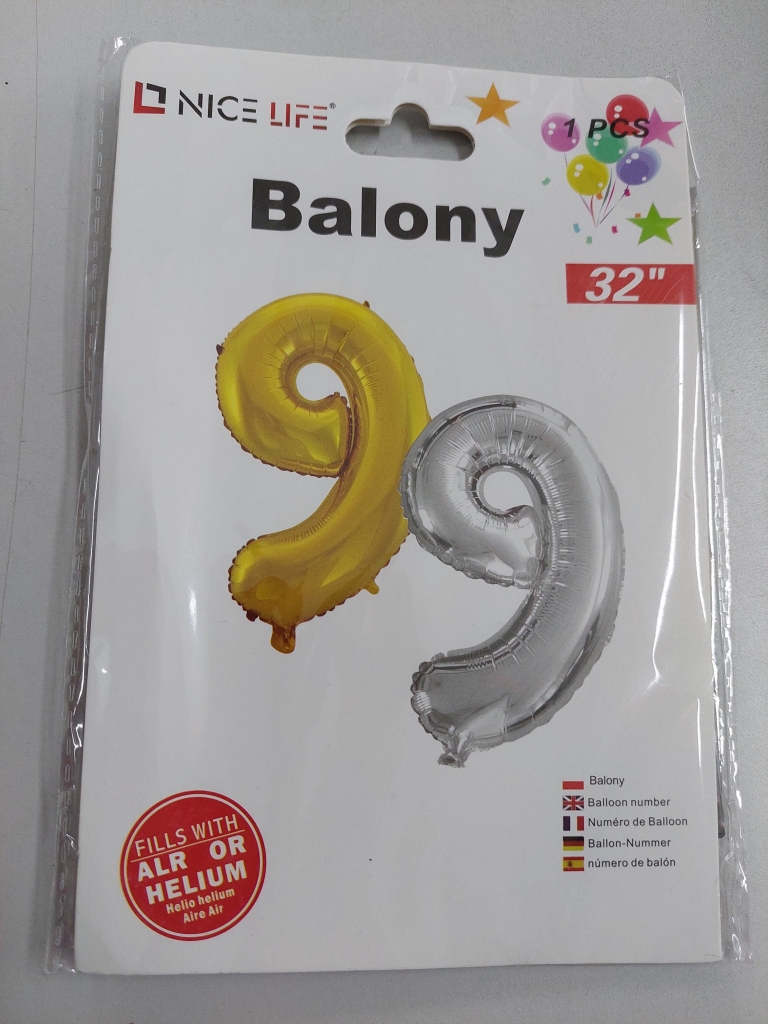 NICE LIFE®
1 PCS
Balony
32"
Balony
Balloon number
Numéro de Balloon
Ballon-Nummer
número de balón
FILLS WITH
ALR OR
HELIUM
Helio helium
Aire Air